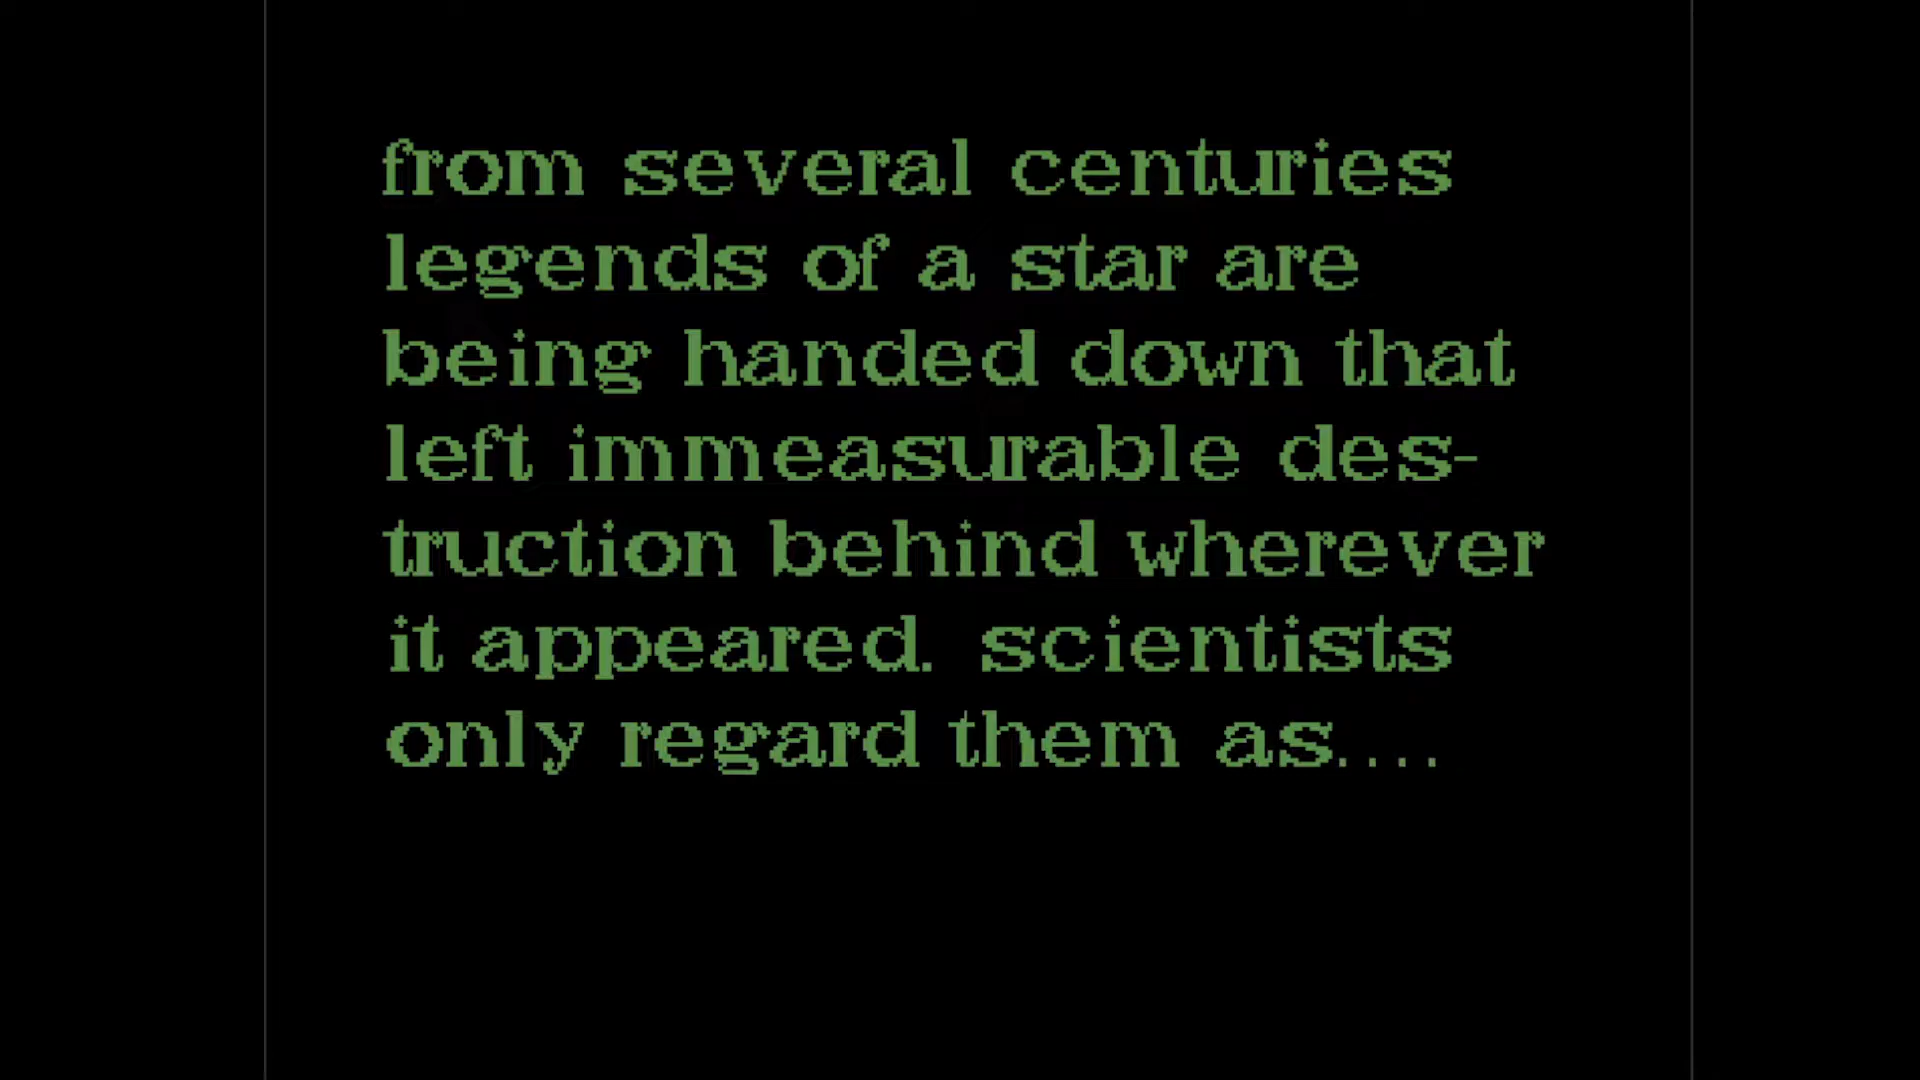 from several centuries
legends of a star are
being handed down that
left immeasurable des-
truction behind wherever
it appeared. scientists
only regard them as....